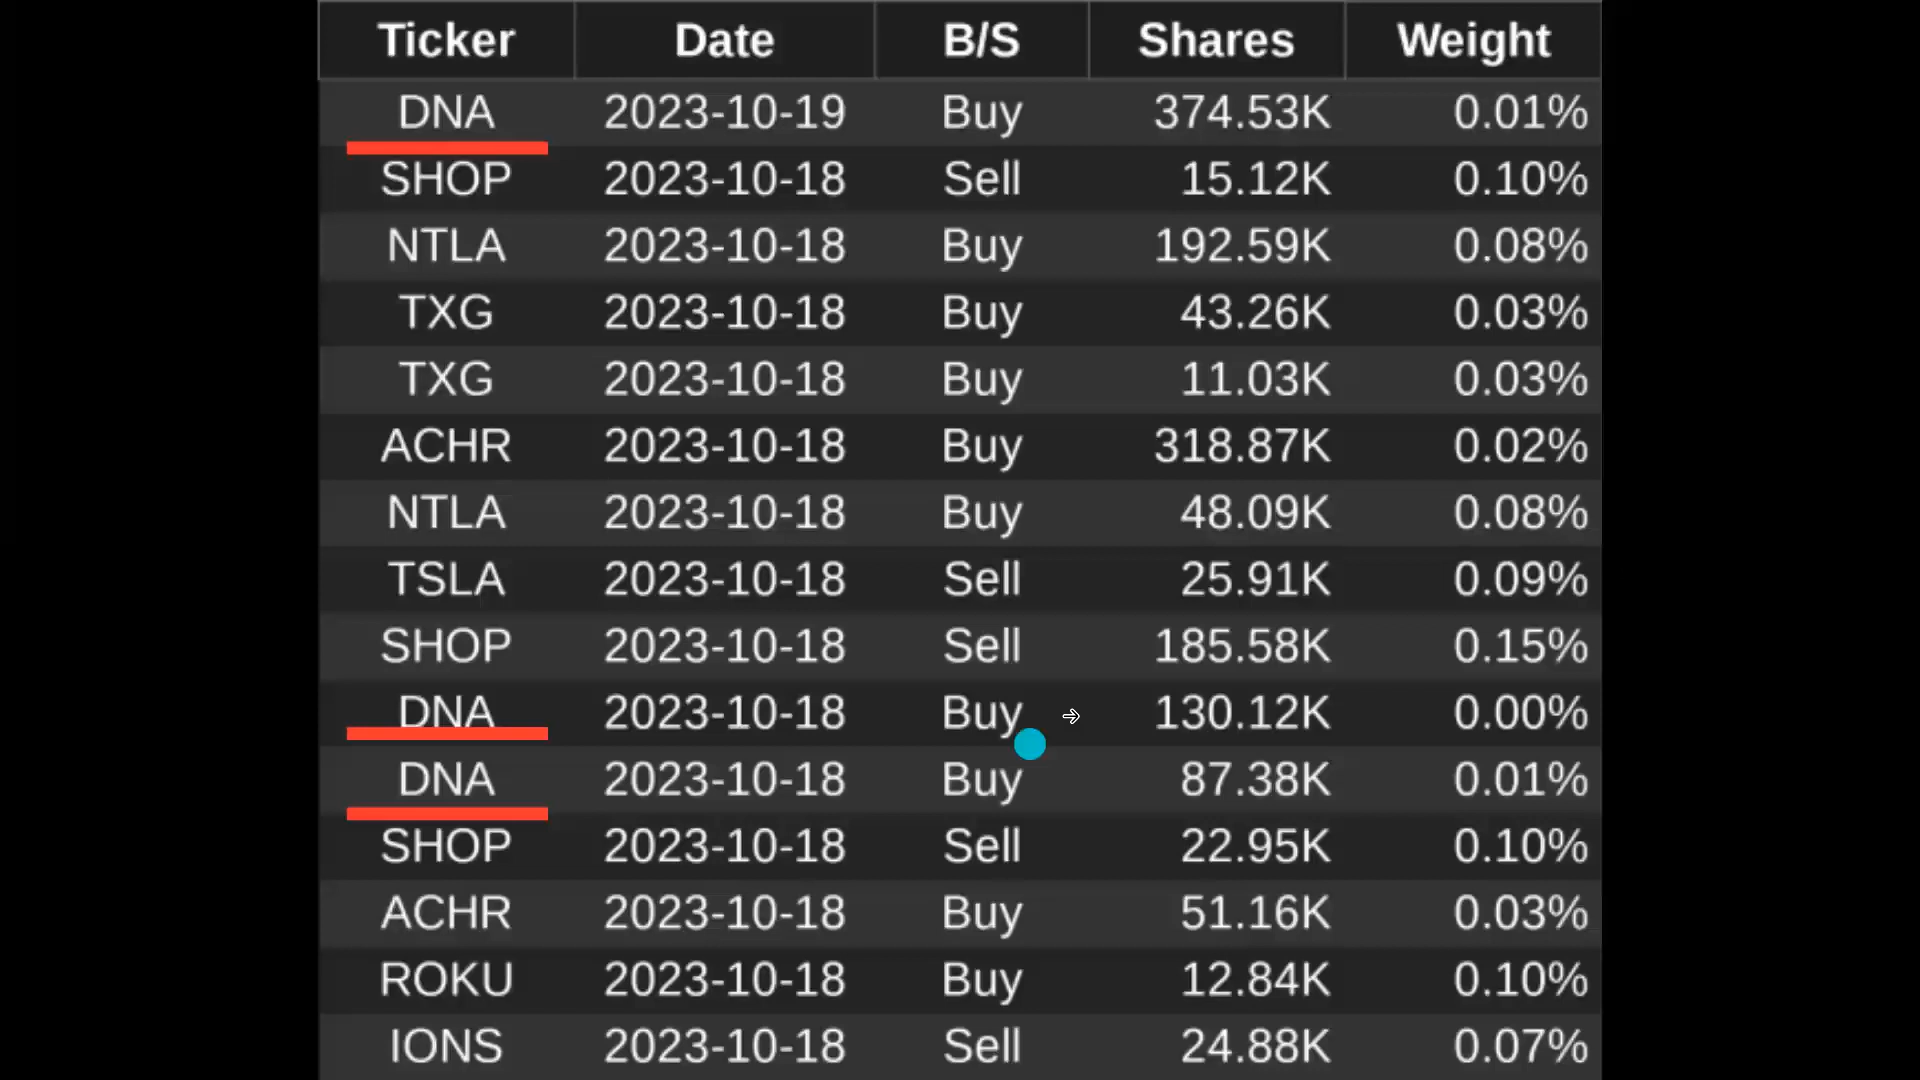 Ticker Date B/S Shares Weight
DNA 2023-10-19 Buy 374.53K 0.01%
SHOP 2023-10-18 Sell 15.12K 0.10%
NTLA 2023-10-18 Buy 192.59K 0.08%
TXG 2023-10-18 Buy 43.26K 0.03%
TXG 2023-10-18 Buy 11.03K 0.03%
ACHR 2023-10-18 Buy 318.87K 0.02%
NTLA 2023-10-18 Buy 48.09K 0.08%
TSLA 2023-10-18 Sell 25.91K 0.09%
SHOP 2023-10-18 Sell 185.58K 0.15%
DNA 2023-10-18 Buy 130.12K 0.00%
DNA 2023-10-18 Buy 87.38K 0.01%
SHOP 2023-10-18 Sell 22.95K 0.10%
ACHR 2023-10-18 Buy 51.16K 0.03%
ROKU 2023-10-18 Buy 12.84K 0.10%
IONS 2023-10-18 Sell 24.88K 0.07%